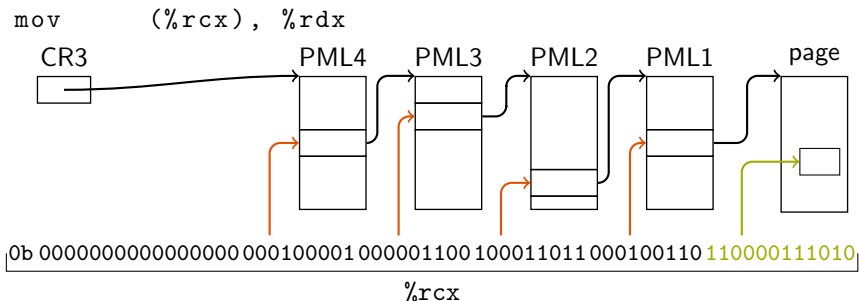 mov (%rcx), %rdx
CR3 PML4 PML3 PML2 PML1 page
0b 0000000000000000 000100001 000001100 100011011 000100110 110000111010
%rcx